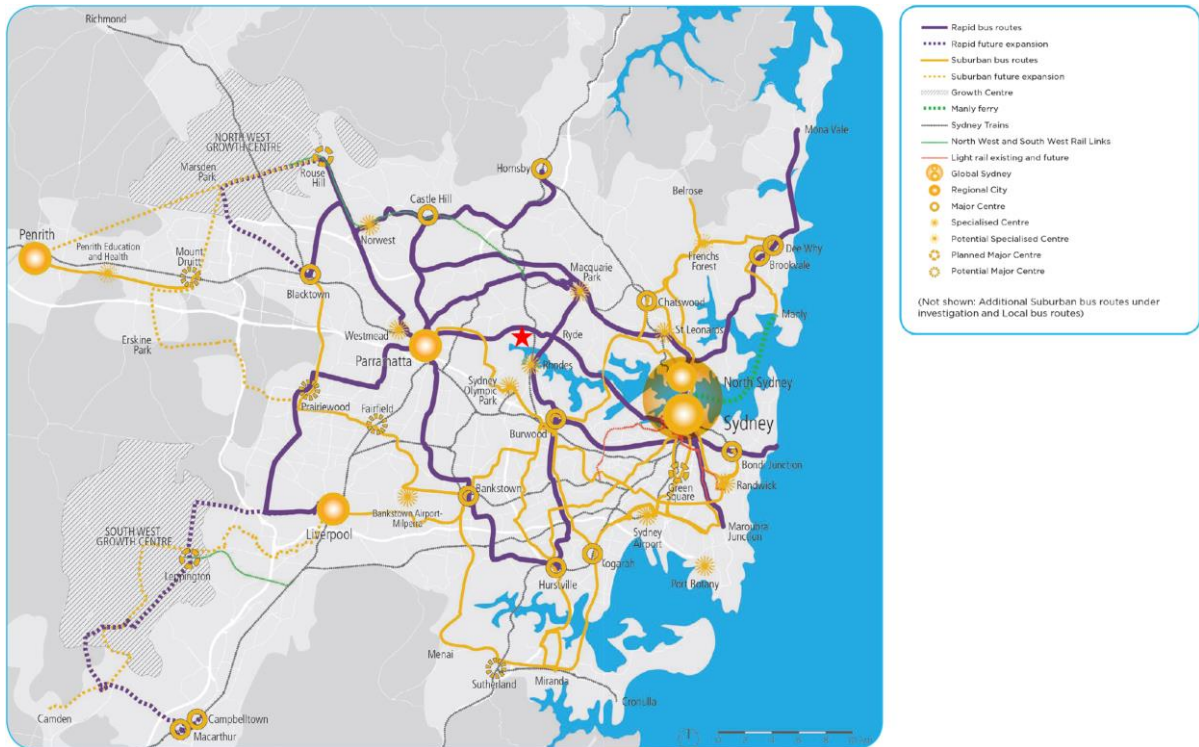 Richmond
NORTH WEST
GROWTH CENTRE
Marsden
Park
Rouse
Hill
Hornsby
Mona Vale
Castle Hill
Belrose
Penrith
Penrith Education
and Health
Mount
Druitt
Norwest
Macquarie
Park
Frenchs
Forest
Dee Why
Brookvale
Blacktown
Chatswood
Manly
Westmead
Ryde
St Leonards
Erskine
Park
Parramatta
Rhodes
Sydney
Olympic
Park
North Sydney
Prairiewood
Fairfield
Sydney
Burwood
Bondi Junction
Bankstown
Green
Square
Randwick
Liverpool
Bankstown Airport-
Milperra
SOUTH WEST
GROWTH CENTRE
Sydney
Airport
Maroubra
Junction
Leppington
Hurstville
Kogarah
Port Botany
Menai
Sutherland
Miranda
Cronulla
Camden
Campbelltown
Macarthur
Rapid bus routes
Rapid future expansion
Suburban bus routes
Suburban future expansion
Growth Centre
Manly ferry
Sydney Trains
North West and South West Rail Links
Light rail existing and future
Global Sydney
Regional City
Major Centre
Specialised Centre
Potential Specialised Centre
Planned Major Centre
Potential Major Centre
(Not shown: Additional Suburban bus routes under
investigation and Local bus routes)